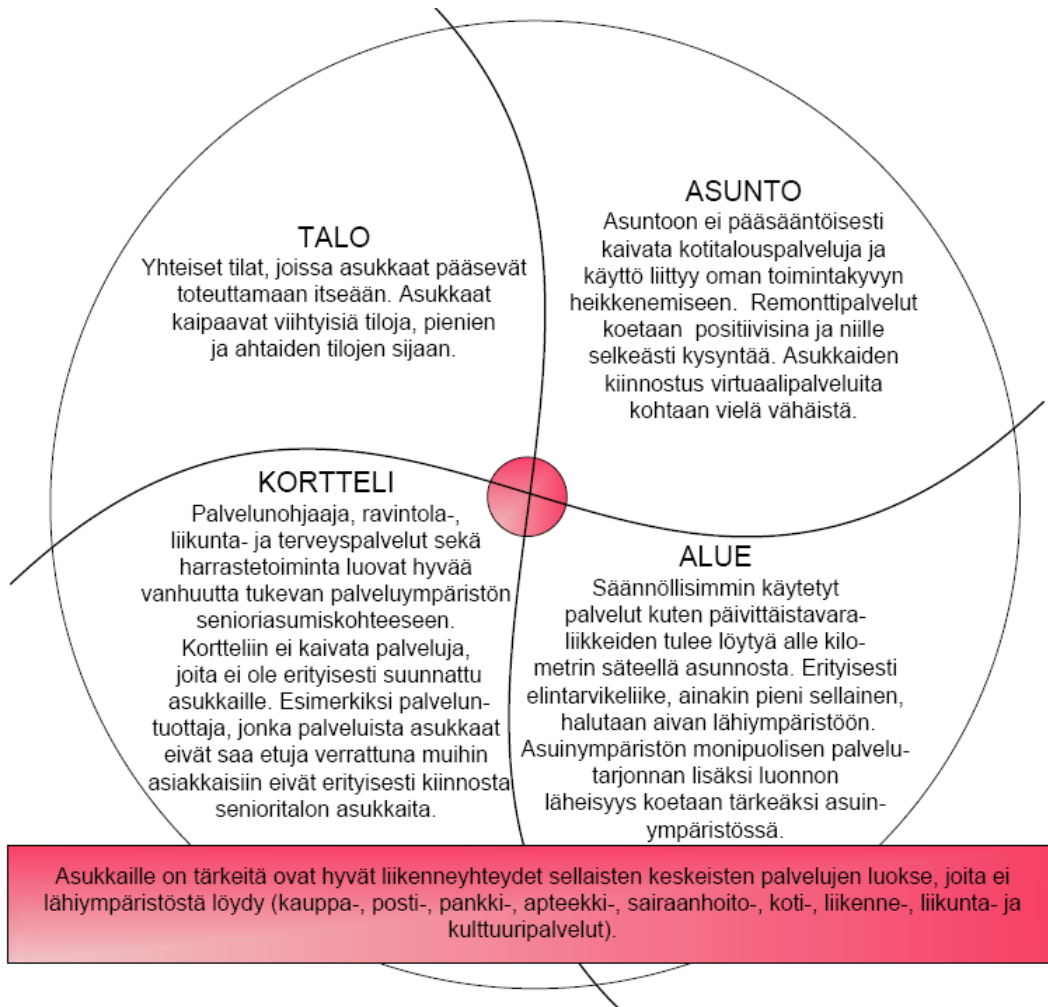 TALO
Yhteiset tilat, joissa asukkaat pääsevät
toteuttamaan itseään. Asukkaat
kaipaavat viihtyisiä tiloja, pienien
ja ahtaiden tilojen sijaan.
ASUNTO
Asuntoon ei pääsääntöisesti
kaivata kotitalouspalveluja ja
käyttö liittyy oman toimintakyvyn
heikkenemiseen. Remonttipalvelut
koetaan positiivisina ja niille
selkeästi kysyntää. Asukkaiden
kiinnostus virtuaalipalveluita
kohtaan vielä vähäistä.
KORTTELI
Palvelunohjaaja, ravintola-,
liikunta- ja terveyspalvelut sekä
harrastetoiminta luovat hyvää
vanhuutta tukevan palveluympäristön
senioriasumiskohteeseen.
Kortteliin ei kaivata palveluja,
joita ei ole erityisesti suunnattu
asukkaille. Esimerkiksi palvelun-
tuottaja, jonka palveluista asukkaat
eivät saa etuja verrattuna muihin
asiakkaisiin eivät erityisesti kiinnosta
senioritalon asukkaita.
ALUE
Säännöllisimmin käytetyt
palvelut kuten päivittäistavara-
liikkeiden tulee löytyä alle kilo-
metrin säteellä asunnosta. Erityisesti
elintarvikeliike, ainakin pieni sellainen,
halutaan aivan lähiympäristöön.
Asuinympäristön monipuolisen palvelu-
tarjonnan lisäksi luonnon
läheisyys koetaan tärkeäksi asuin-
ympäristössä.
Asukkaille on tärkeitä ovat hyvät liikenneyhteydet sellaisten keskeisten palvelujen luokse, joita ei
lähiympäristöstä löydy (kauppa-, posti-, pankki-, apteekki-, sairaanhoito-, koti-, liikenne-, liikunta- ja
kulttuuripalvelut).